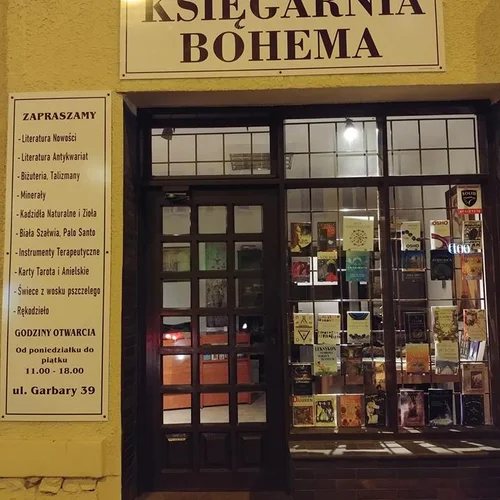 KSIĘGARNIA
BOHEMA
ZAPRASZAMY
- Literatura Nowości
- Literatura Antykwariat
- Biżuteria, Talizmany
- Minerały
- Kadzidła Naturalne i Zioła
- Biała Szałwia, Palo Santo
- Instrumenty Terapeutyczne
- Karty Tarota i Anielskie
- Świece z wosku pszczelego
- Rękodzieło
GODZINY OTWARCIA
Od poniedziałku do
piątku
11.00 - 18.00
ul. Garbary 39
OSHO
OSHO